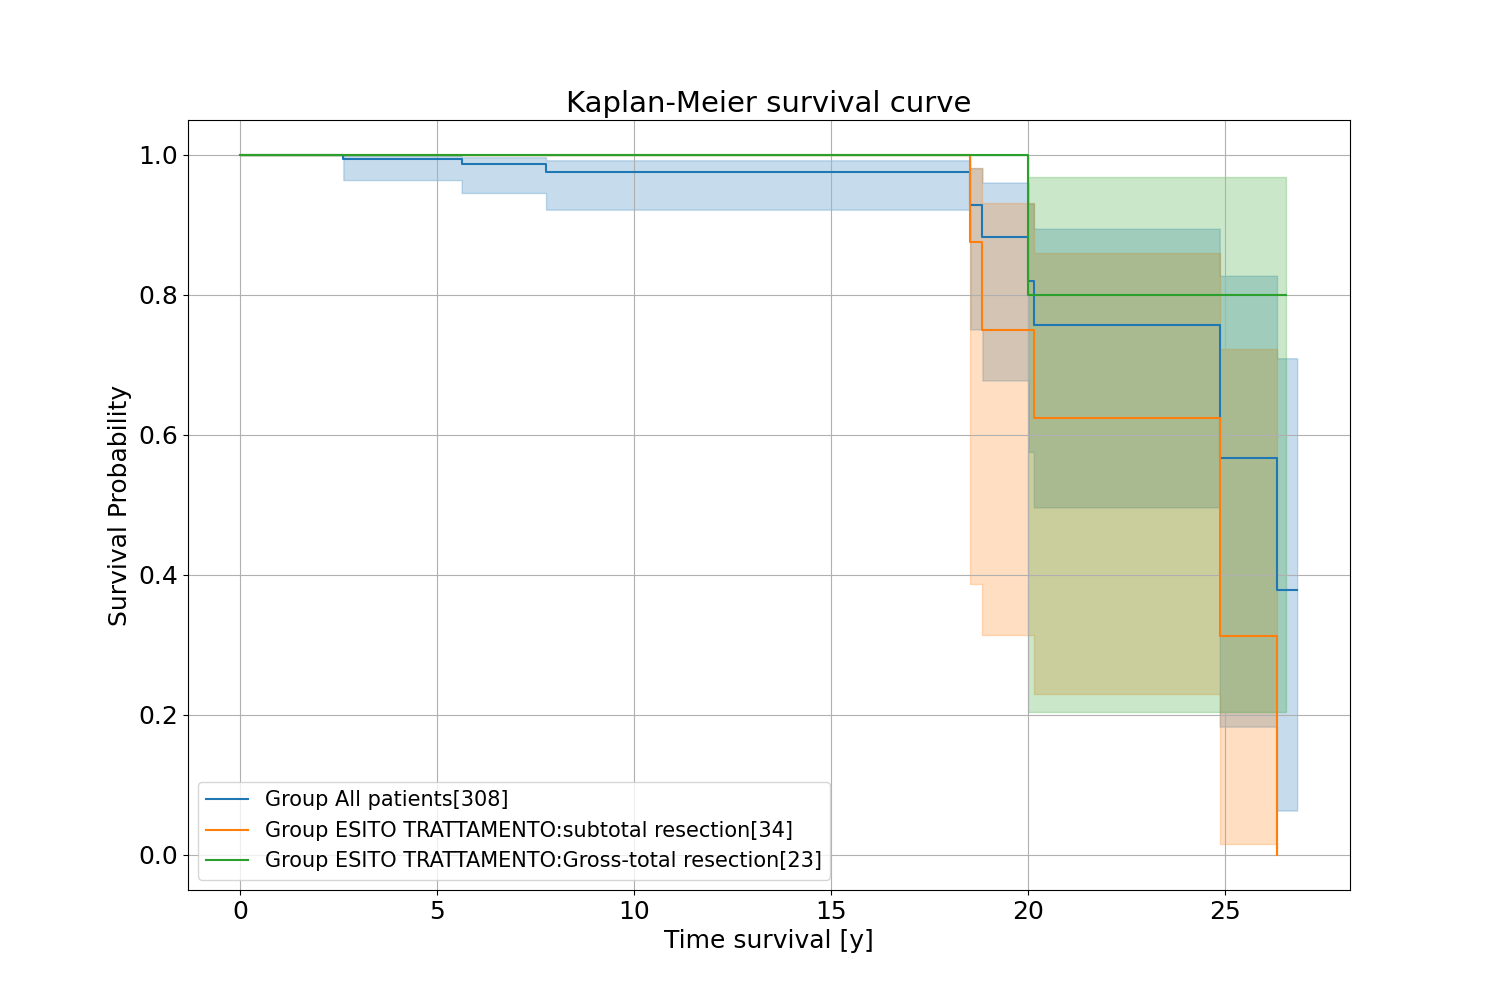 Kaplan-Meier survival curve
Survival Probability
1.0
0.8
0.6
0.4
0.2
0.0
Group All patients[308]
Group ESITO TRATTAMENTO:subtotal resection[34]
Group ESITO TRATTAMENTO:Gross-total resection[23]
0 5 10 15 20 25
Time survival [y]